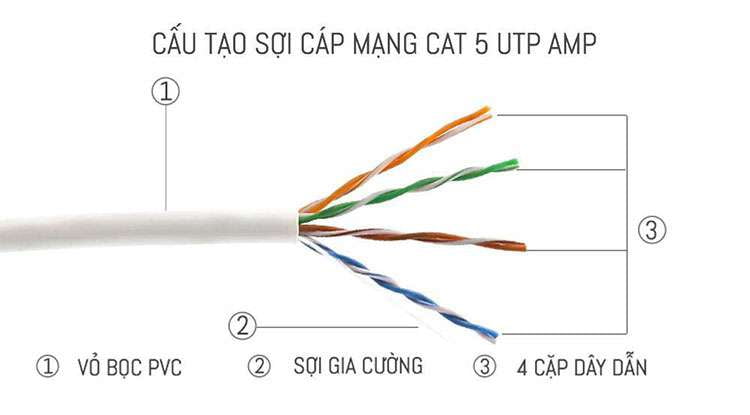 CẤU TẠO SỢI CÁP MẠNG CAT 5 UTP AMP
1
3
2
1 VỎ BỌC PVC 2 SỢI GIA CƯỜNG 3 4 CẶP DÂY DẪN